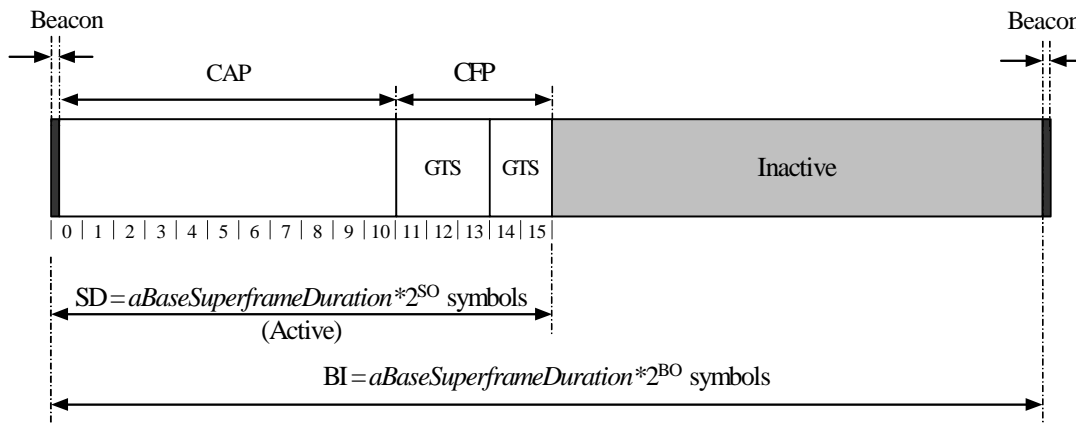 Beacon Beacon
CAP CFP
GTS GTS Inactive
0 | 1 | 2 | 3 | 4 | 5 | 6 | 7 | 8 | 9 | 10 | 11 | 12 | 13 | 14 | 15
SD = aBaseSuperframeDuration*2^SO symbols
(Active)
BI = aBaseSuperframeDuration*2^BO symbols